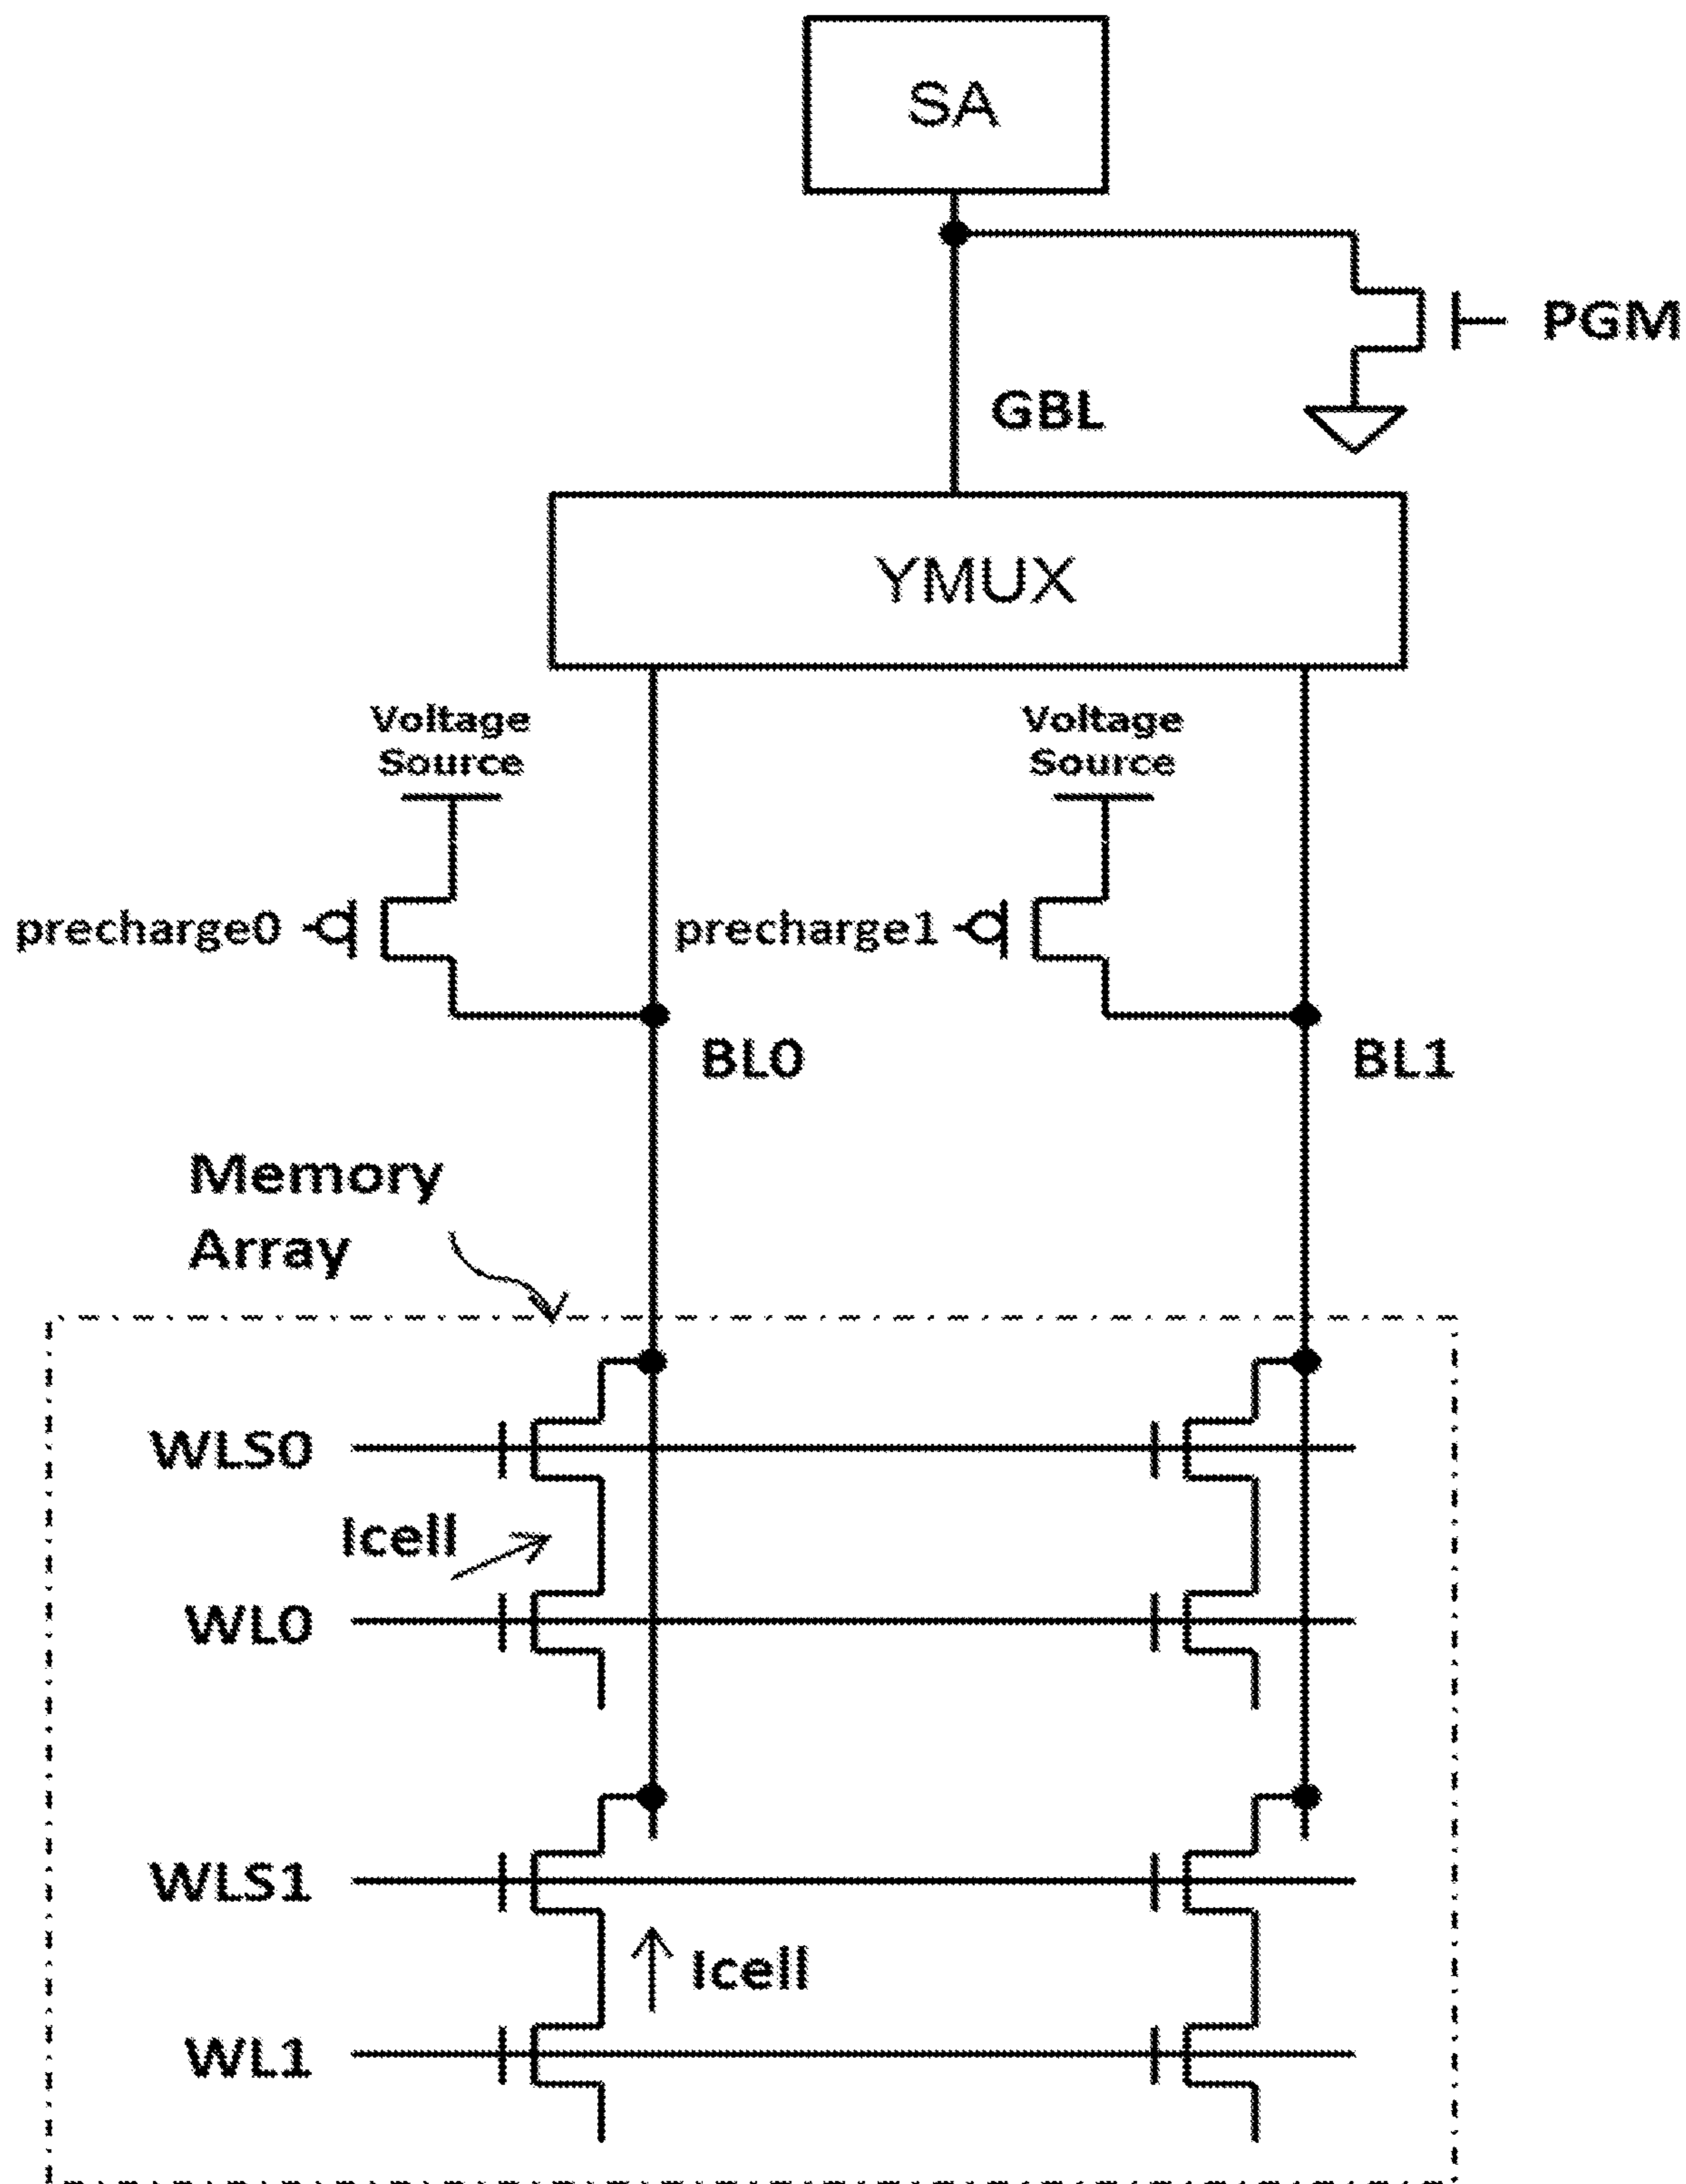 SA
PGM
GBL
YMUX
Voltage
Source
Voltage
Source
precharge0
precharge1
BL0
BL1
Memory
Array
WLS0
Icell
WL0
WLS1
Icell
WL1